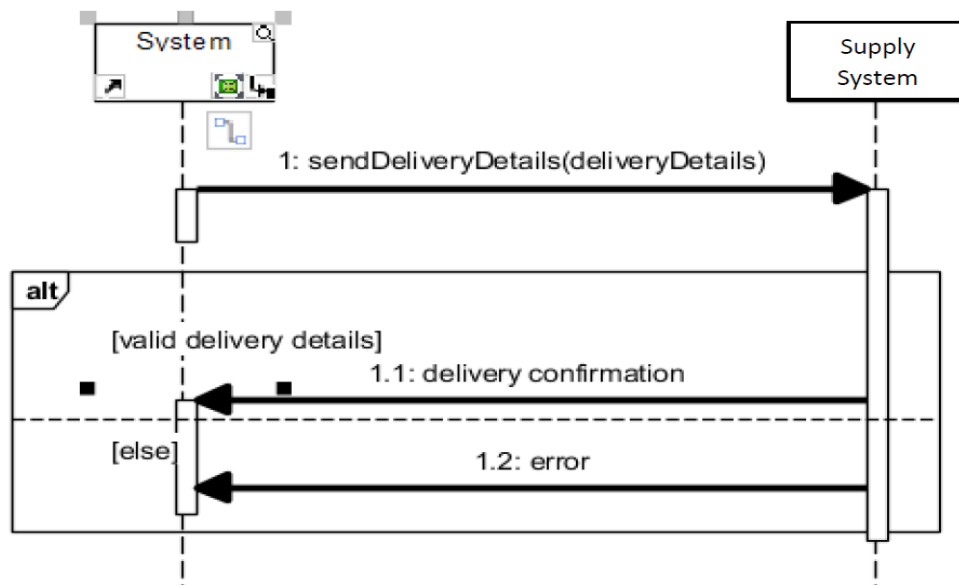 System
Supply
System
1: sendDeliveryDetails(deliveryDetails)
alt
[valid delivery details]
1.1: delivery confirmation
[else]
1.2: error